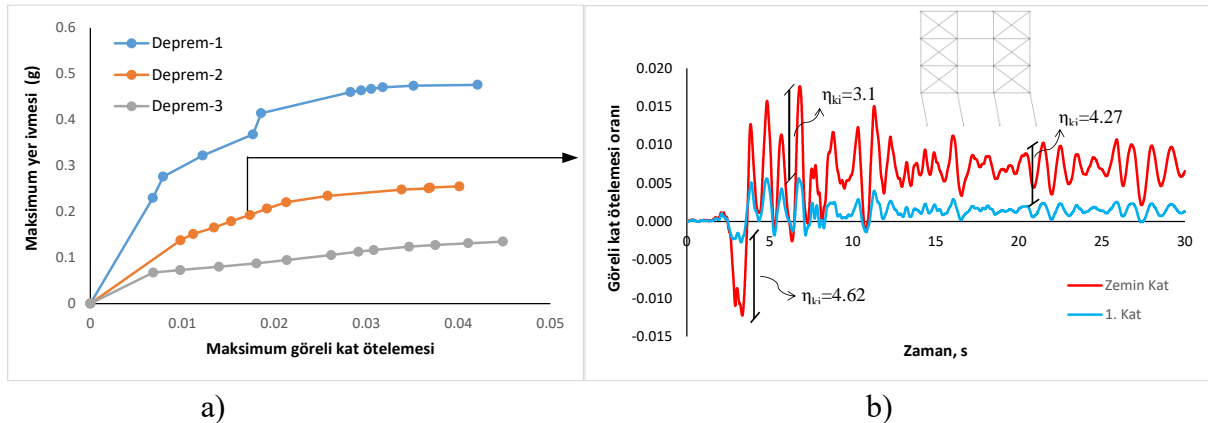 0.6
0.5
0.4
0.3
0.2
0.1
0
Maksimum yer ivmesi (g)
Deprem-1
Deprem-2
Deprem-3
0 0.01 0.02 0.03 0.04 0.05
Maksimum göreli kat ötelemesi
a)
0.020
0.015
0.010
0.005
0.000
-0.005
-0.010
-0.015
Göreli kat ötelemesi oranı
ηki=3.1
ηki=4.27
ηki=4.62
0 5 10 15 20 25 30
Zemin Kat
1. Kat
Zaman, s
b)